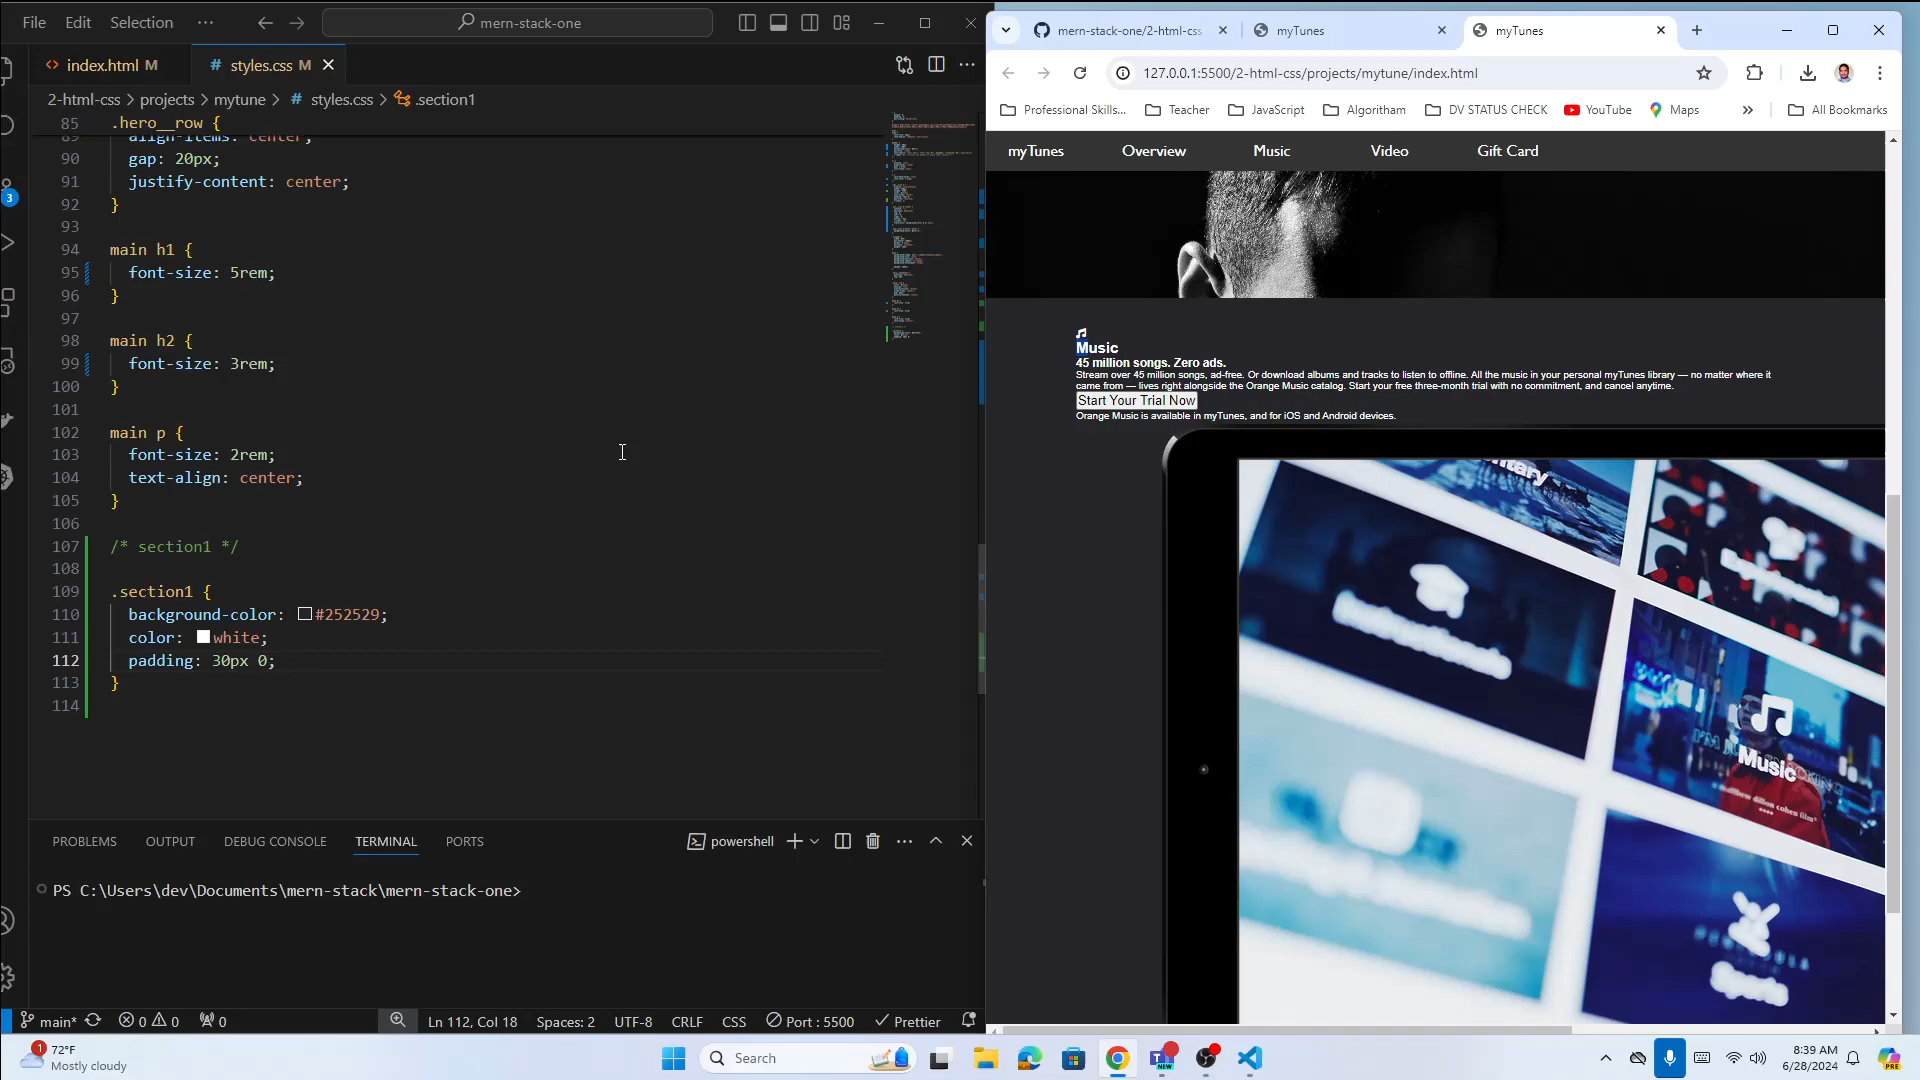 File Edit Selection ··· mern-stack-one
index.html M styles.css M
2-html-css > projects > mytune > # styles.css > .section1
85 .hero__row {
89 align-items: center;
90 gap: 20px;
91 justify-content: center;
92 }
93
94 main h1 {
95 font-size: 5rem;
96 }
97
98 main h2 {
99 font-size: 3rem;
100 }
101
102 main p {
103 font-size: 2rem;
104 text-align: center;
105 }
106
107 /* section1 */
108
109 .section1 {
110 background-color: #252529;
111 color: white;
112 padding: 30px 0;
113 }
114
3
PROBLEMS OUTPUT DEBUG CONSOLE TERMINAL PORTS powershell
PS C:\Users\dev\Documents\mern-stack\mern-stack-one>
main* 0 0 0 Ln 112, Col 18 Spaces: 2 UTF-8 CRLF CSS Port : 5500 Prettier
mern-stack-one/2-html-css myTunes myTunes
127.0.0.1:5500/2-html-css/projects/mytune/index.html
Professional Skills... Teacher JavaScript Algoritham DV STATUS CHECK YouTube Maps » All Bookmarks
myTunes Overview Music Video Gift Card
Music
45 million songs. Zero ads.
Stream over 45 million songs, ad-free. Or download albums and tracks to listen to offline. All the music in your personal myTunes library — no matter where it
came from — lives right alongside the Orange Music catalog. Start your free three-month trial with no commitment, and cancel anytime.
Start Your Trial Now
Orange Music is available in myTunes, and for iOS and Android devices.
Music
1 72°F
Mostly cloudy
Search
NEW
8:39 AM
6/28/2024
PRE